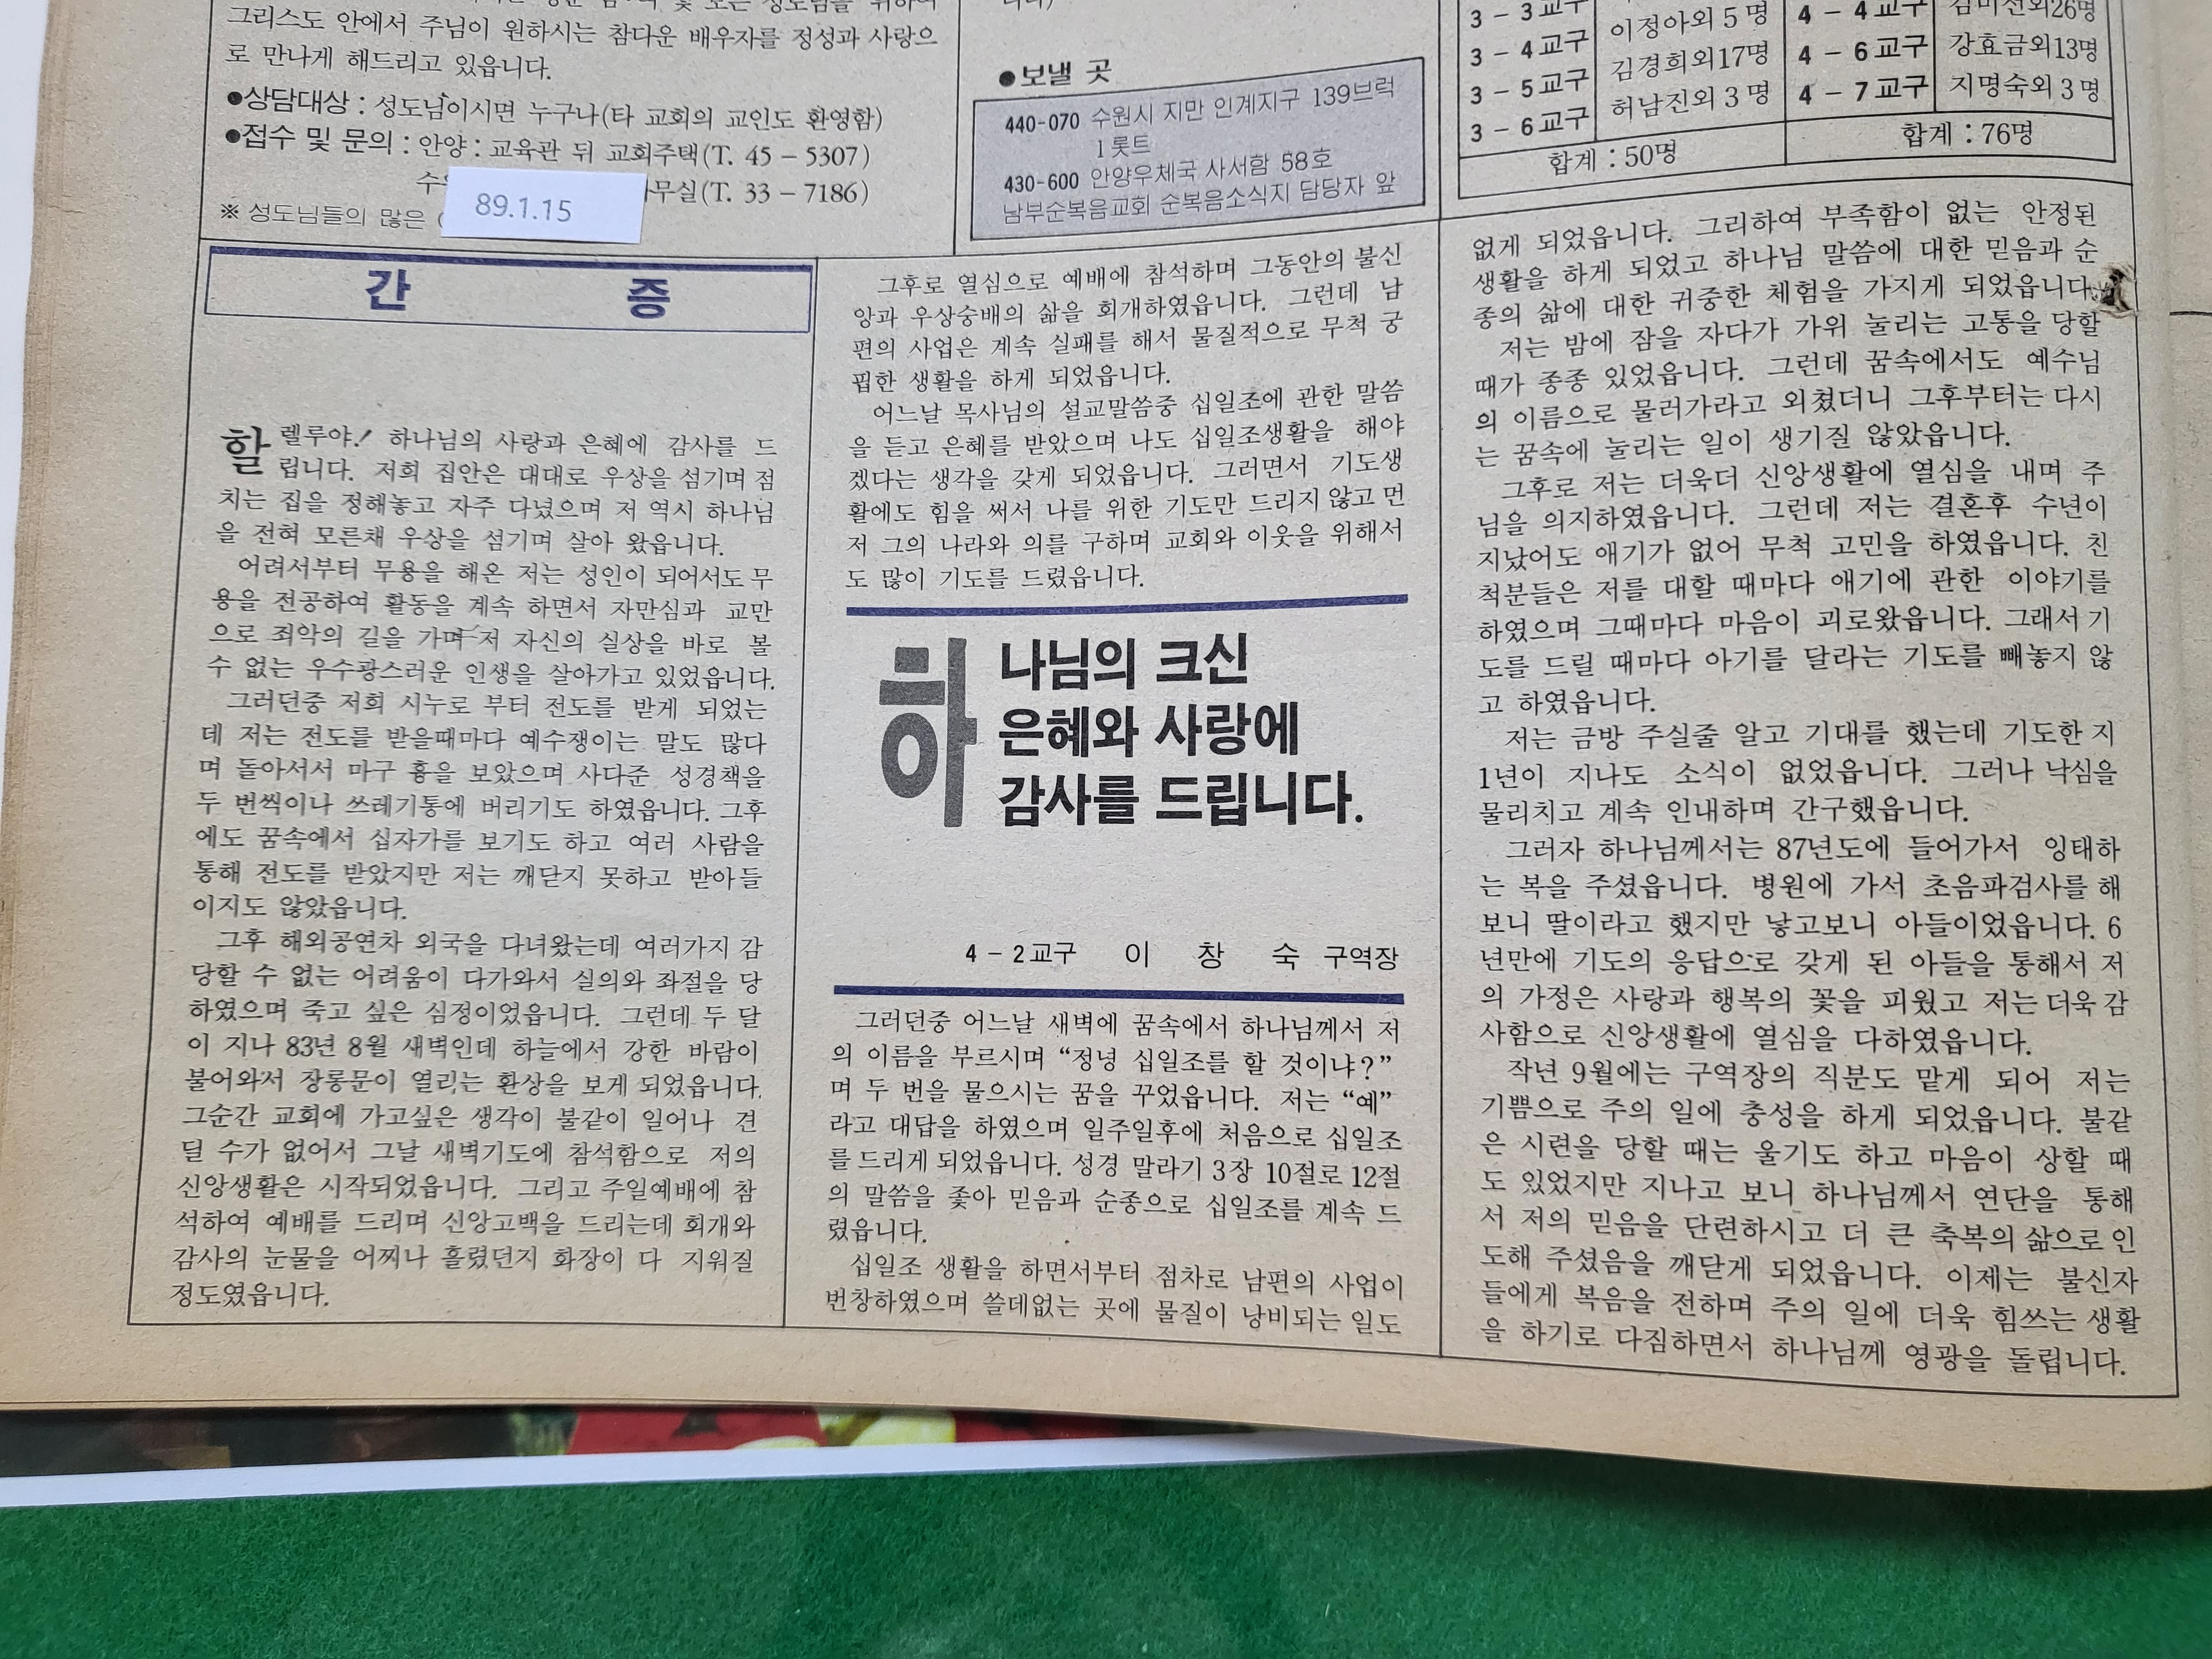 그리스도 안에서 주님이 원하시는 참다운 배우자를 정성과 사랑으
로 만나게 해드리고 있읍니다.
●상담대상 : 성도님이시면 누구나(타 교회의 교인도 환영함)
●접수 및 문의 : 안양 : 교육관 뒤 교회주택(T. 45 – 5307)
무실(T. 33 – 7186)
※ 성도님들의 많은
89.1.15
●보낼 곳
440-070 수원시 지만 인계지구 139브럭
1롯트
430-600 안양우체국 사서함 58호
남부순복음교회 순복음소식지 담당자 앞
3 – 3교구
3 – 4교구 이정아외 5 명
3 – 5교구 김경희외17명
3 – 6교구 허남진외 3 명
합계 : 50명
4 – 4교구 김미선외26명
4 – 6교구 강효금외13명
4 – 7교구 지명숙외 3 명
합계 : 76명
간 증
할렐루야! 하나님의 사랑과 은혜에 감사를 드
립니다. 저희 집안은 대대로 우상을 섬기며 점
치는 집을 정해놓고 자주 다녔으며 저 역시 하나님
을 전혀 모른채 우상을 섬기며 살아 왔읍니다.
어려서부터 무용을 해온 저는 성인이 되어서도 무
용을 전공하여 활동을 계속 하면서 자만심과 교만
으로 죄악의 길을 가며 저 자신의 실상을 바로 볼
수 없는 우수광스러운 인생을 살아가고 있었읍니다.
그러던중 저희 시누로 부터 전도를 받게 되었는
데 저는 전도를 받을때마다 예수쟁이는 말도 많다
며 돌아서서 마구 흉을 보았으며 사다준 성경책을
두 번씩이나 쓰레기통에 버리기도 하였읍니다. 그후
에도 꿈속에서 십자가를 보기도 하고 여러 사람을
통해 전도를 받았지만 저는 깨닫지 못하고 받아들
이지도 않았읍니다.
그후 해외공연차 외국을 다녀왔는데 여러가지 감
당할 수 없는 어려움이 다가와서 실의와 좌절을 당
하였으며 죽고 싶은 심정이었읍니다. 그런데 두 달
이 지나 83년 8월 새벽인데 하늘에서 강한 바람이
불어와서 장롱문이 열리는 환상을 보게 되었읍니다.
그순간 교회에 가고싶은 생각이 불같이 일어나 견
딜 수가 없어서 그날 새벽기도에 참석함으로 저의
신앙생활은 시작되었읍니다. 그리고 주일예배에 참
석하여 예배를 드리며 신앙고백을 드리는데 회개와
감사의 눈물을 어찌나 흘렸던지 화장이 다 지워질
정도였읍니다.
그후로 열심으로 예배에 참석하며 그동안의 불신
앙과 우상숭배의 삶을 회개하였읍니다. 그런데 남
편의 사업은 계속 실패를 해서 물질적으로 무척 궁
핍한 생활을 하게 되었읍니다.
어느날 목사님의 설교말씀중 십일조에 관한 말씀
을 듣고 은혜를 받았으며 나도 십일조생활을 해야
겠다는 생각을 갖게 되었읍니다. 그러면서 기도생
활에도 힘을 써서 나를 위한 기도만 드리지 않고 먼
저 그의 나라와 의를 구하며 교회와 이웃을 위해서
도 많이 기도를 드렸읍니다.
하나님의 크신
은혜와 사랑에
감사를 드립니다.
4 – 2교구 이 창 숙 구역장
그러던중 어느날 새벽에 꿈속에서 하나님께서 저
의 이름을 부르시며 “정녕 십일조를 할 것이냐?”
며 두 번을 물으시는 꿈을 꾸었읍니다. 저는 “예”
라고 대답을 하였으며 일주일후에 처음으로 십일조
를 드리게 되었읍니다. 성경 말라기 3장 10절로 12절
의 말씀을 좇아 믿음과 순종으로 십일조를 계속 드
렸읍니다.
십일조 생활을 하면서부터 점차로 남편의 사업이
번창하였으며 쓸데없는 곳에 물질이 낭비되는 일도
없게 되었읍니다. 그리하여 부족함이 없는 안정된
생활을 하게 되었고 하나님 말씀에 대한 믿음과 순
종의 삶에 대한 귀중한 체험을 가지게 되었읍니다.
저는 밤에 잠을 자다가 가위 눌리는 고통을 당할
때가 종종 있었읍니다. 그런데 꿈속에서도 예수님
의 이름으로 물러가라고 외쳤더니 그후부터는 다시
는 꿈속에 눌리는 일이 생기질 않았읍니다.
그후로 저는 더욱더 신앙생활에 열심을 내며 주
님을 의지하였읍니다. 그런데 저는 결혼후 수년이
지났어도 애기가 없어 무척 고민을 하였읍니다. 친
척분들은 저를 대할 때마다 애기에 관한 이야기를
하였으며 그때마다 마음이 괴로왔읍니다. 그래서 기
도를 드릴 때마다 아기를 달라는 기도를 빼놓지 않
고 하였읍니다.
저는 금방 주실줄 알고 기대를 했는데 기도한 지
1년이 지나도 소식이 없었읍니다. 그러나 낙심을
물리치고 계속 인내하며 간구했읍니다.
그러자 하나님께서는 87년도에 들어가서 잉태하
는 복을 주셨읍니다. 병원에 가서 초음파검사를 해
보니 딸이라고 했지만 낳고보니 아들이었읍니다. 6
년만에 기도의 응답으로 갖게 된 아들을 통해서 저
의 가정은 사랑과 행복의 꽃을 피웠고 저는 더욱 감
사함으로 신앙생활에 열심을 다하였읍니다.
작년 9월에는 구역장의 직분도 맡게 되어 저는
기쁨으로 주의 일에 충성을 하게 되었읍니다. 불같
은 시련을 당할 때는 울기도 하고 마음이 상할 때
도 있었지만 지나고 보니 하나님께서 연단을 통해
서 저의 믿음을 단련하시고 더 큰 축복의 삶으로 인
도해 주셨음을 깨닫게 되었읍니다. 이제는 불신자
들에게 복음을 전하며 주의 일에 더욱 힘쓰는 생활
을 하기로 다짐하면서 하나님께 영광을 돌립니다.